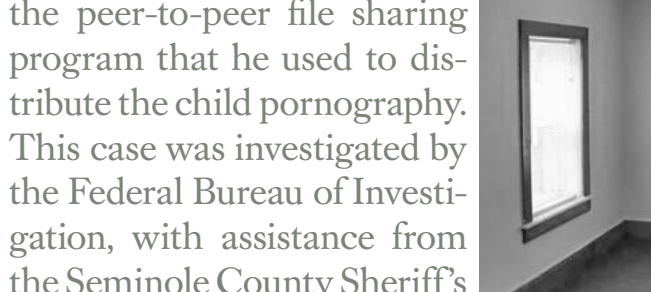 the peer-to-peer file sharing
program that he used to dis-
tribute the child pornography.
This case was investigated by
the Federal Bureau of Investi-
gation, with assistance from
the Seminole County Sheriff's